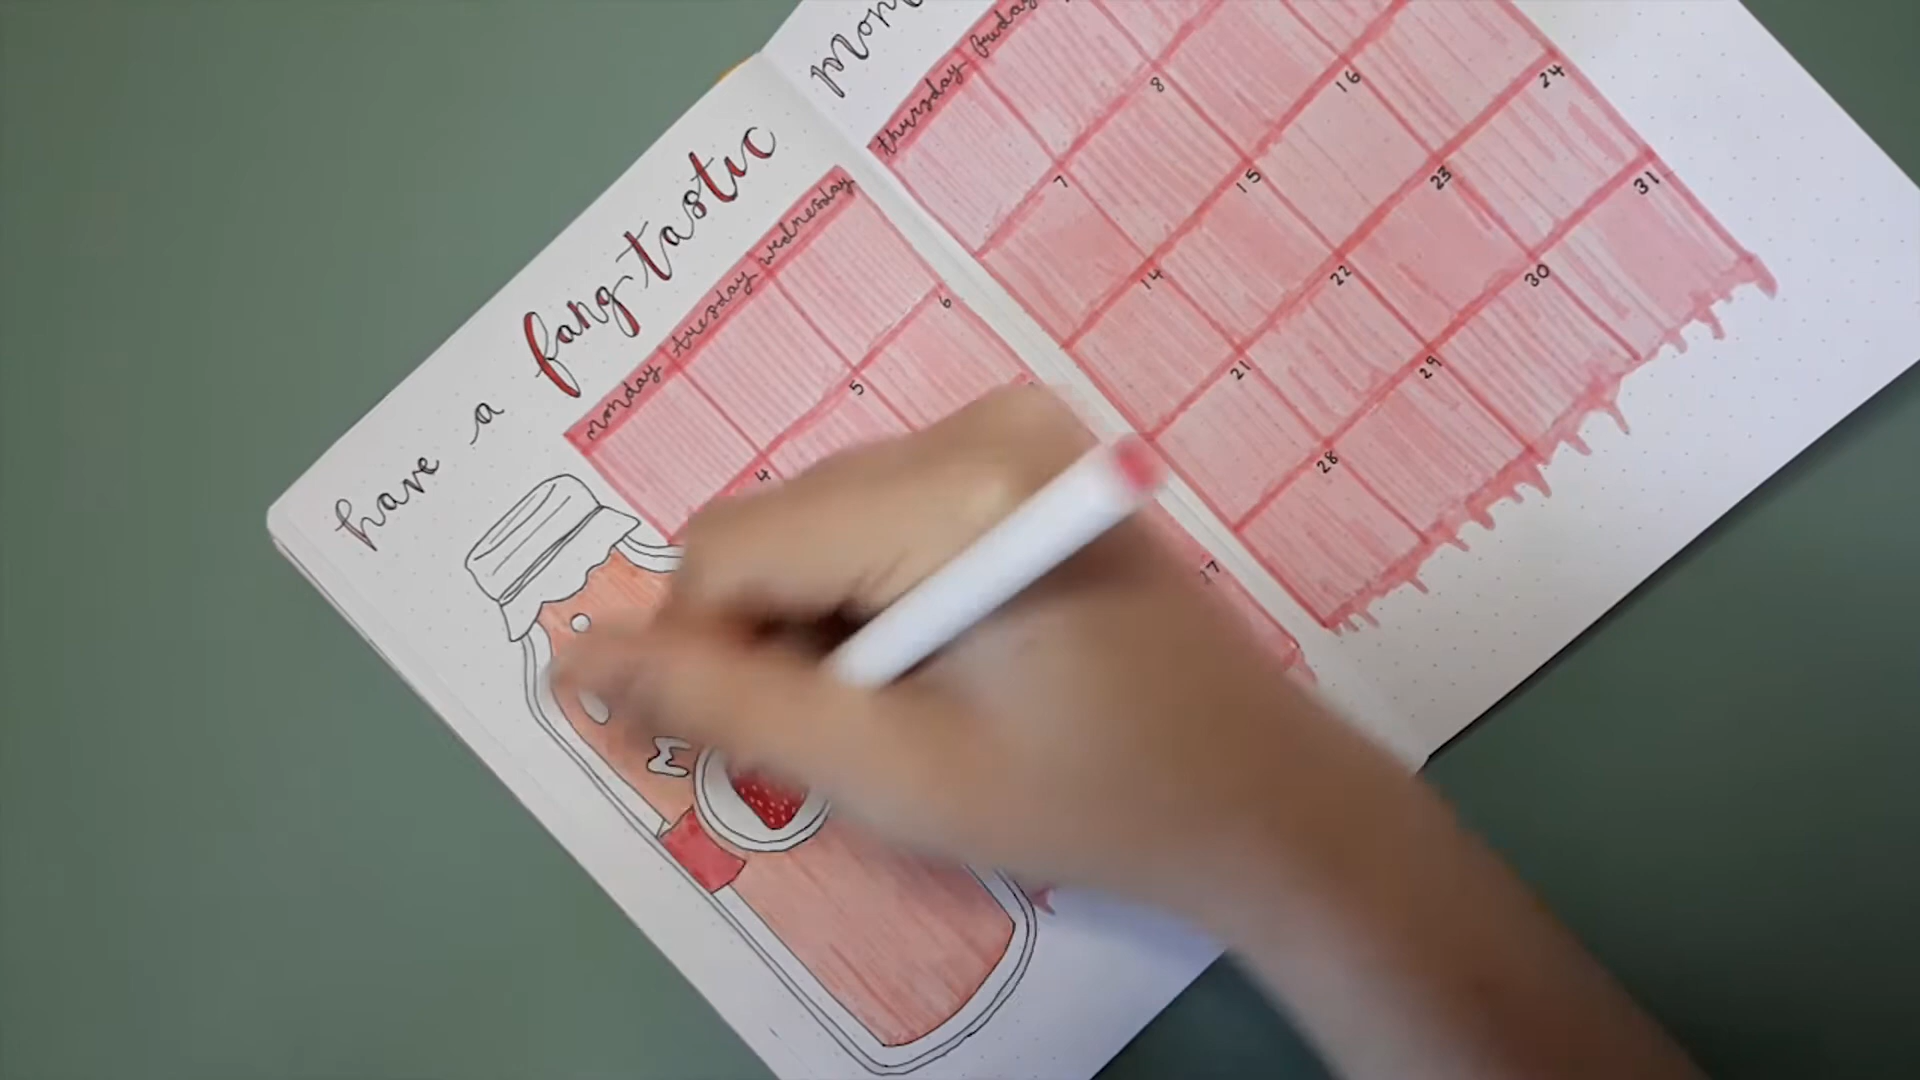 have a fangtastic
monday tuesday wednesday
4 5 6
thursday friday
7 8
14 15 16
21 22 23 24
28 29 30 31
M